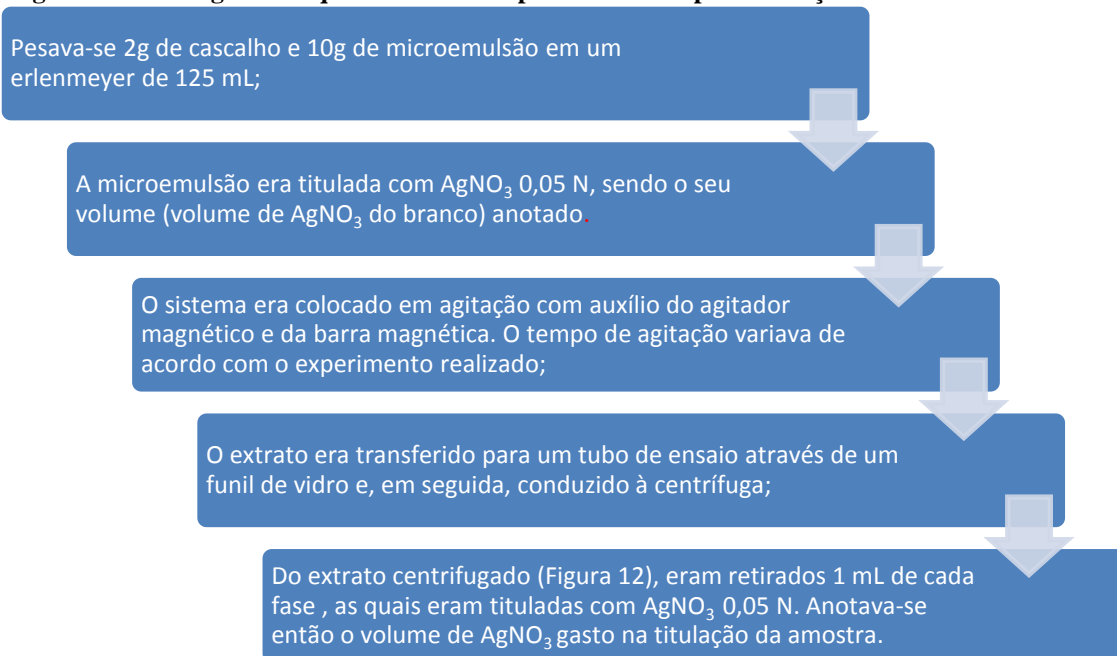 Pesava-se 2g de cascalho e 10g de microemulsão em um
erlenmeyer de 125 mL;
A microemulsão era titulada com AgNO₃ 0,05 N, sendo o seu
volume (volume de AgNO₃ do branco) anotado.
O sistema era colocado em agitação com auxílio do agitador
magnético e da barra magnética. O tempo de agitação variava de
acordo com o experimento realizado;
O extrato era transferido para um tubo de ensaio através de um
funil de vidro e, em seguida, conduzido à centrífuga;
Do extrato centrifugado (Figura 12), eram retirados 1 mL de cada
fase , as quais eram tituladas com AgNO₃ 0,05 N. Anotava-se
então o volume de AgNO₃ gasto na titulação da amostra.